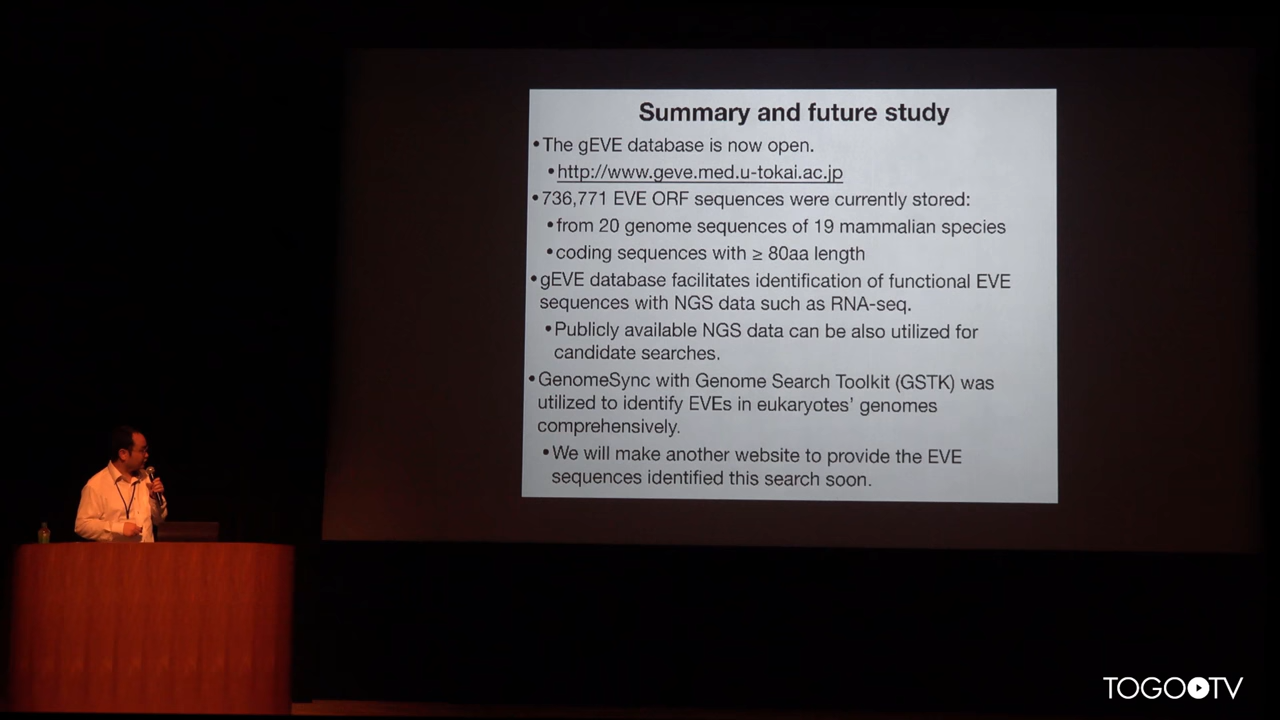 Summary and future study
•The gEVE database is now open.
•http://www.geve.med.u-tokai.ac.jp
•736,771 EVE ORF sequences were currently stored:
•from 20 genome sequences of 19 mammalian species
•coding sequences with ≥ 80aa length
•gEVE database facilitates identification of functional EVE
sequences with NGS data such as RNA-seq.
•Publicly available NGS data can be also utilized for
candidate searches.
•GenomeSync with Genome Search Toolkit (GSTK) was
utilized to identify EVEs in eukaryotes’ genomes
comprehensively.
•We will make another website to provide the EVE
sequences identified this search soon.
TOGOTV